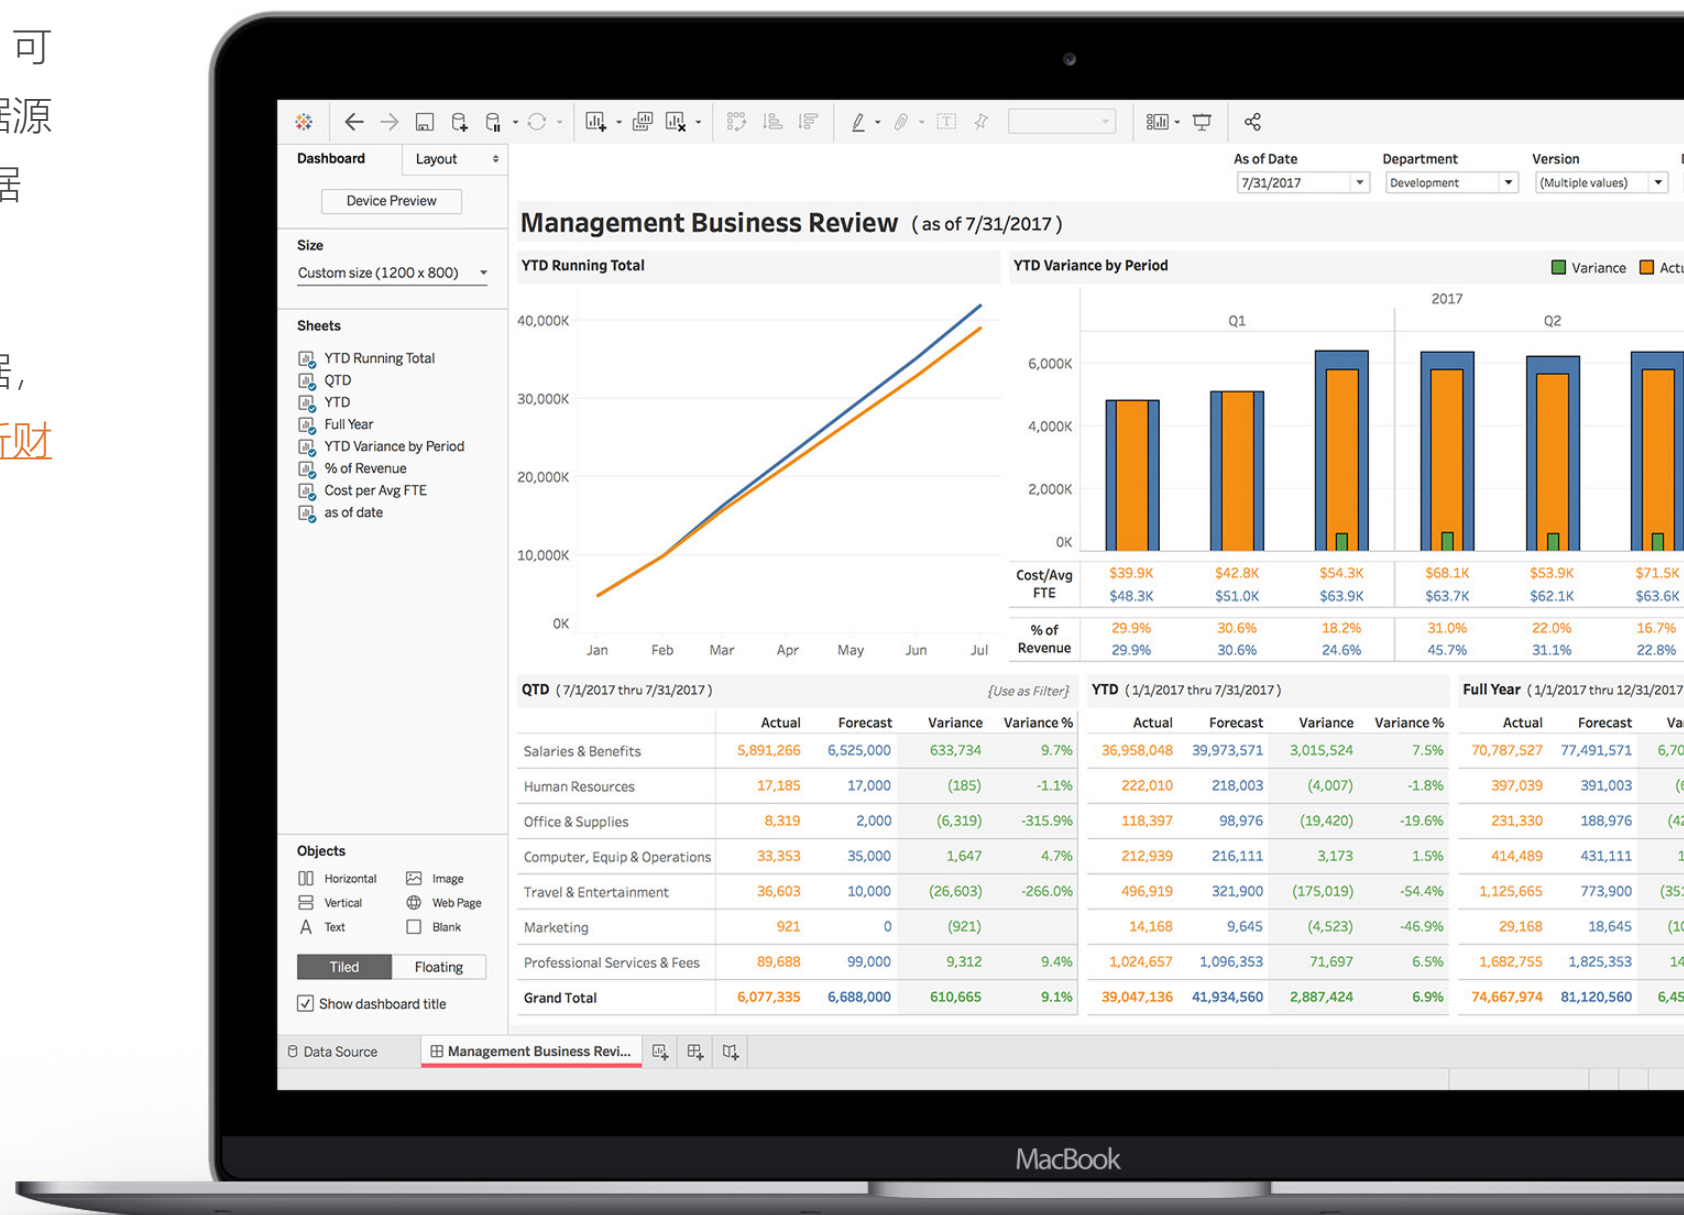 可
据源
据
据,
析财
Dashboard
Layout
Device Preview
Size
Custom size (1200 x 800)
Sheets
YTD Running Total
QTD
YTD
Full Year
YTD Variance by Period
% of Revenue
Cost per Avg FTE
as of date
Objects
Horizontal Image
Vertical Web Page
Text Blank
Tiled Floating
Show dashboard title
As of Date Department Version
7/31/2017 Development (Multiple values)
Management Business Review ( as of 7/31/2017 )
YTD Running Total
40,000K
30,000K
20,000K
10,000K
0K
Jan Feb Mar Apr May Jun Jul
YTD Variance by Period
Variance
2017
Q1 Q2
6,000K
4,000K
2,000K
0K
Cost/Avg FTE
$39.9K $42.8K $54.3K $68.1K $53.9K $71.5K
$48.3K $51.0K $63.9K $63.7K $62.1K $63.6K
% of Revenue
29.9% 30.6% 18.2% 31.0% 22.0% 16.7%
29.9% 30.6% 24.6% 45.7% 31.1% 22.8%
QTD ( 7/1/2017 thru 7/31/2017 ) {Use as Filter} YTD ( 1/1/2017 thru 7/31/2017 ) Full Year ( 1/1/2017 thru 12/31/2017
Actual Forecast Variance Variance % Actual Forecast Variance Variance % Actual Forecast
Salaries & Benefits 5,891,266 6,525,000 633,734 9.7% 36,958,048 39,973,571 3,015,524 7.5% 70,787,527 77,491,571
Human Resources 17,185 17,000 (185) -1.1% 222,010 218,003 (4,007) -1.8% 397,039 391,003
Office & Supplies 8,319 2,000 (6,319) -315.9% 118,397 98,976 (19,420) -19.6% 231,330 188,976
Computer, Equip & Operations 33,353 35,000 1,647 4.7% 212,939 216,111 3,173 1.5% 414,489 431,111
Travel & Entertainment 36,603 10,000 (26,603) -266.0% 496,919 321,900 (175,019) -54.4% 1,125,665 773,900
Marketing 921 0 (921) 14,168 9,645 (4,523) -46.9% 29,168 18,645
Professional Services & Fees 89,688 99,000 9,312 9.4% 1,024,657 1,096,353 71,697 6.5% 1,682,755 1,825,353
Grand Total 6,077,335 6,688,000 610,665 9.1% 39,047,136 41,934,560 2,887,424 6.9% 74,667,974 81,120,560
Data Source Management Business Revi...
MacBook